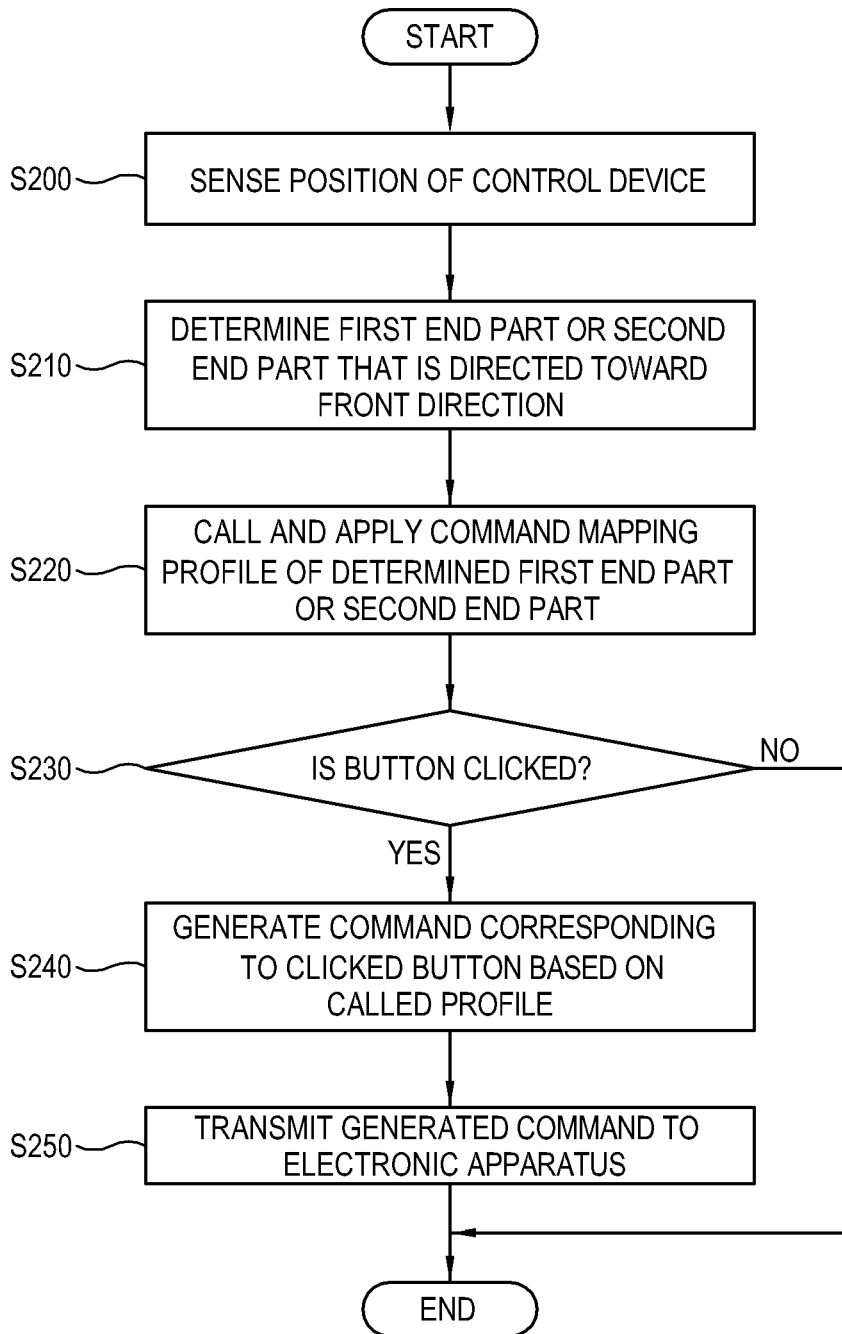 START
S200
SENSE POSITION OF CONTROL DEVICE
S210
DETERMINE FIRST END PART OR SECOND
END PART THAT IS DIRECTED TOWARD
FRONT DIRECTION
S220
CALL AND APPLY COMMAND MAPPING
PROFILE OF DETERMINED FIRST END PART
OR SECOND END PART
S230
IS BUTTON CLICKED?
NO
YES
S240
GENERATE COMMAND CORRESPONDING
TO CLICKED BUTTON BASED ON
CALLED PROFILE
S250
TRANSMIT GENERATED COMMAND TO
ELECTRONIC APPARATUS
END